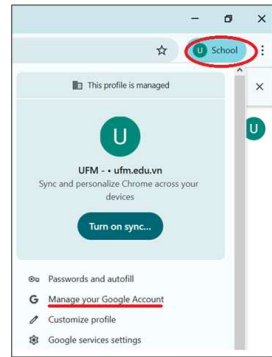 U School
This profile is managed
U
U
UFM - • ufm.edu.vn
Sync and personalize Chrome across your
devices
Turn on sync...
Passwords and autofill
G Manage your Google Account
Customize profile
Google services settings